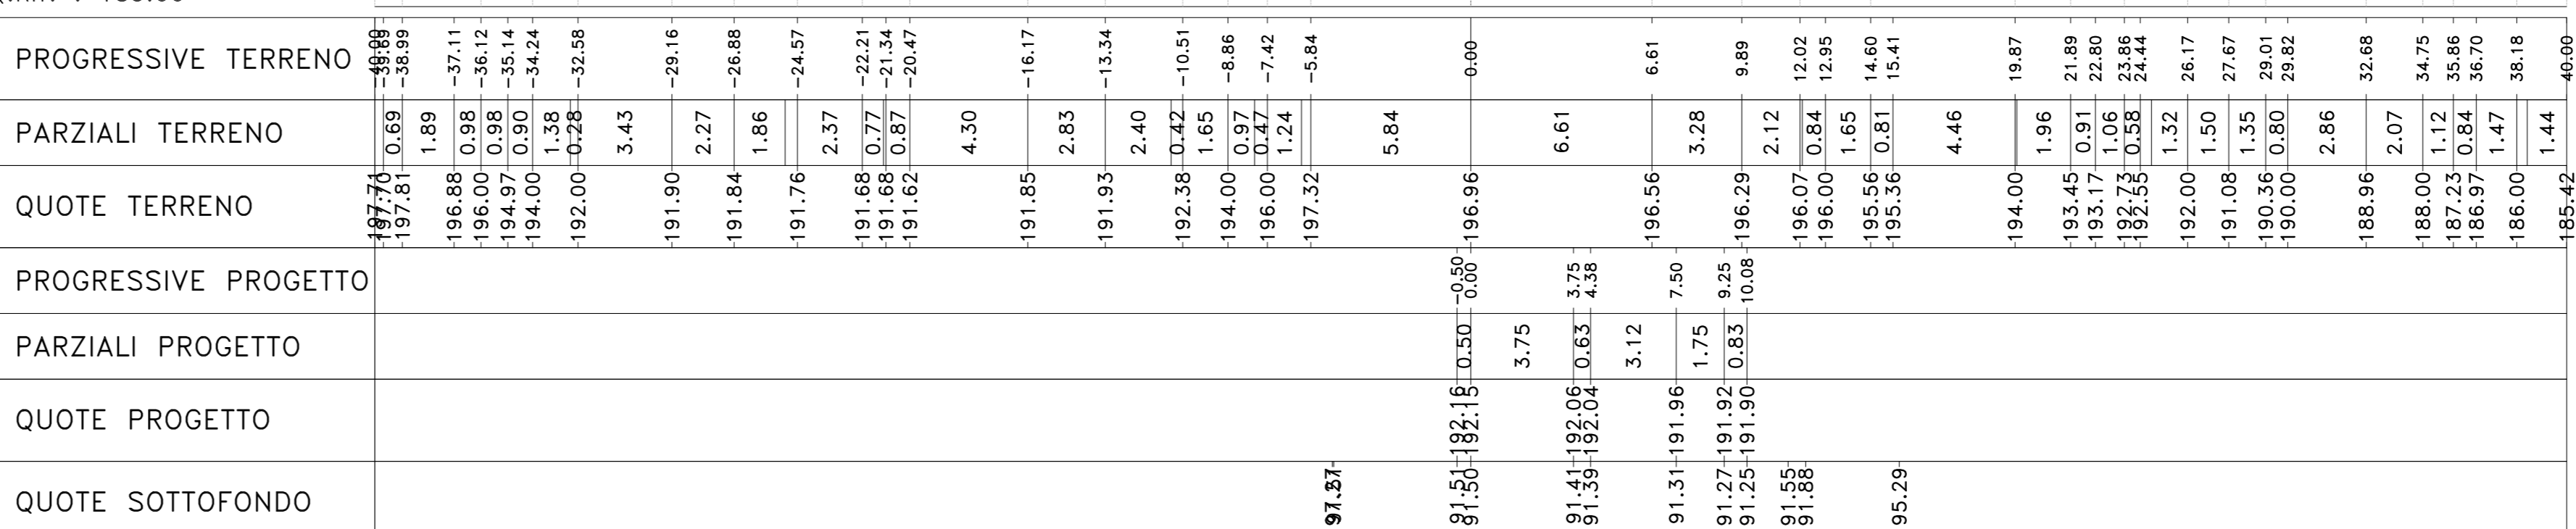 PROGRESSIVE TERRENO -40.00 -39.69 -38.99 -37.11 -36.12 -35.14 -34.24 -32.58 -29.16 -26.88 -24.57 -22.21 -21.34 -20.47 -16.17 -13.34 -10.51 -8.86 -7.42 -5.84 0.00 6.61 9.89 12.02 12.95 14.60 15.41 19.87 21.89 22.80 23.86 24.44 26.17 27.67 29.01 29.82 32.68 34.75 35.86 36.70 38.18 40.00
PARZIALI TERRENO 0.69 1.89 0.98 0.98 0.90 1.38 0.28 3.43 2.27 1.86 2.37 0.77 0.87 4.30 2.83 2.40 0.42 1.65 0.97 0.47 1.24 5.84 6.61 3.28 2.12 0.84 1.65 0.81 4.46 1.96 0.91 1.06 0.58 1.32 1.50 1.35 0.80 2.86 2.07 1.12 0.84 1.47 1.44
QUOTE TERRENO 197.71 197.70 197.81 196.88 196.00 194.97 194.00 192.00 191.90 191.84 191.76 191.68 191.68 191.62 191.85 191.93 192.38 194.00 196.00 197.32 196.96 196.56 196.29 196.07 196.00 195.56 195.36 194.00 193.45 193.17 192.73 192.55 192.00 191.08 190.36 190.00 188.96 188.00 187.23 186.97 186.00 185.42
PROGRESSIVE PROGETTO -0.50 0.00 3.75 4.38 7.50 9.25 10.08
PARZIALI PROGETTO 0.50 3.75 0.63 3.12 1.75 0.83
QUOTE PROGETTO 192.16 192.15 192.06 192.04 191.96 191.92 191.90
QUOTE SOTTOFONDO 91.51 91.50 91.41 91.39 91.31 91.27 91.25 91.55 91.88 95.29